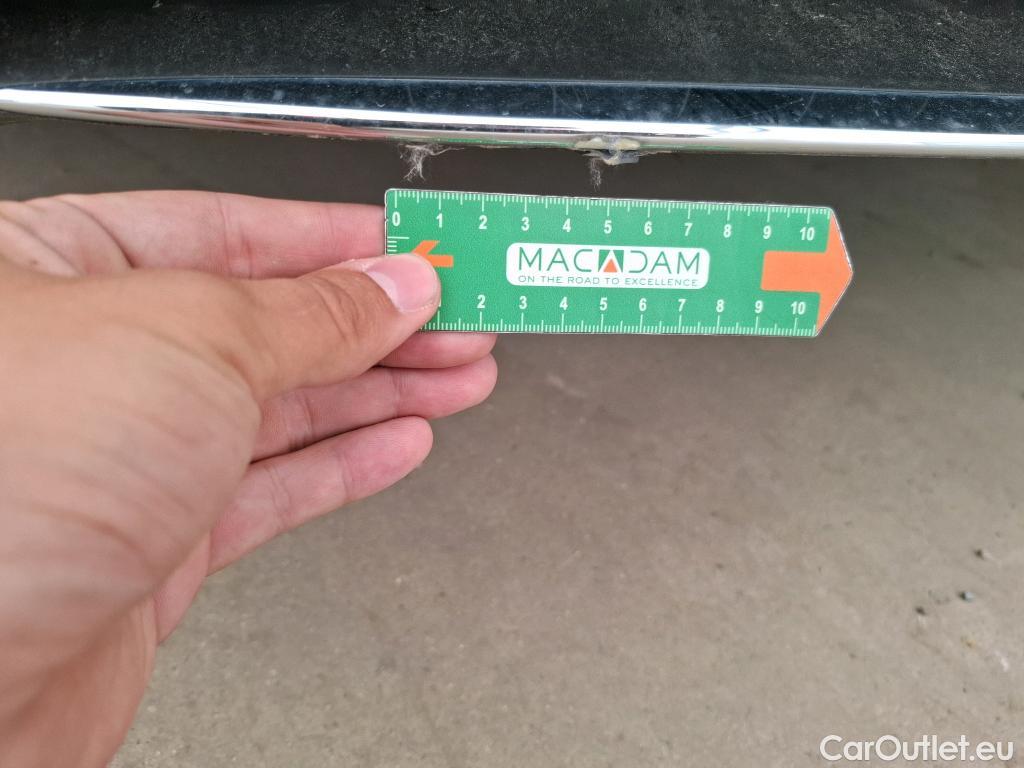 0 1 2 3 4 5 6 7 8 9 10
MACADAM
ON THE ROAD TO EXCELLENCE
2 3 4 5 6 7 8 9 10
CarOutlet.eu